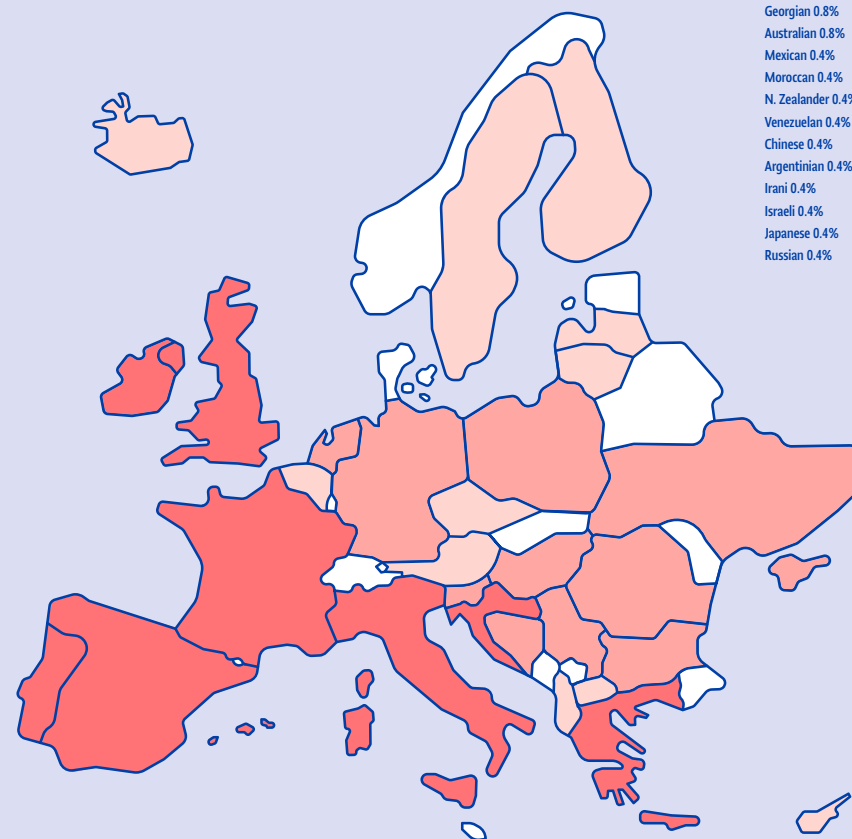 Georgian 0.8%
Australian 0.8%
Mexican 0.4%
Moroccan 0.4%
N. Zealander 0.4%
Venezuelan 0.4%
Chinese 0.4%
Argentinian 0.4%
Irani 0.4%
Israeli 0.4%
Japanese 0.4%
Russian 0.4%